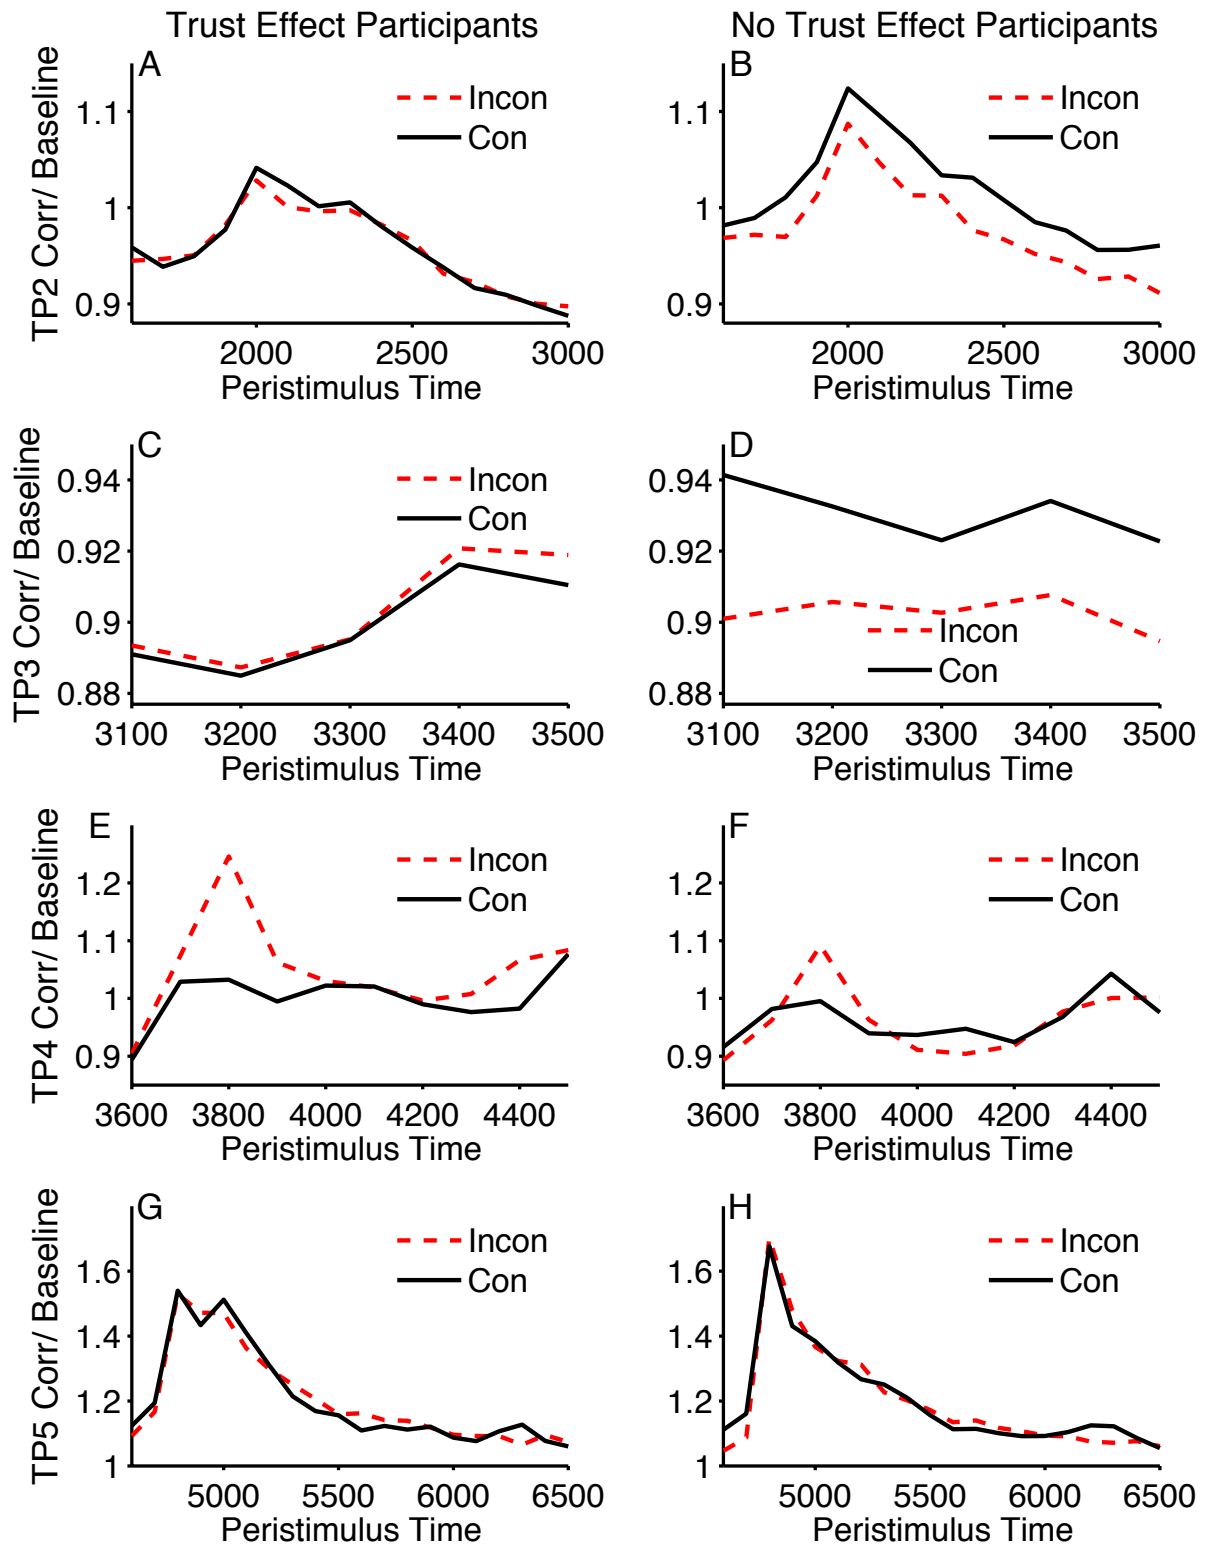 Trust Effect Participants
No Trust Effect Participants
A
TP2 Corr/ Baseline
1.1
1
0.9
Incon
Con
2000 2500 3000
Peristimulus Time
B
1.1
1
0.9
Incon
Con
2000 2500 3000
Peristimulus Time
C
TP3 Corr/ Baseline
0.94
0.92
0.9
0.88
Incon
Con
3100 3200 3300 3400 3500
Peristimulus Time
D
0.94
0.92
0.9
0.88
Incon
Con
3100 3200 3300 3400 3500
Peristimulus Time
E
TP4 Corr/ Baseline
1.2
1.1
1
0.9
Incon
Con
3600 3800 4000 4200 4400
Peristimulus Time
F
1.2
1.1
1
0.9
Incon
Con
3600 3800 4000 4200 4400
Peristimulus Time
G
TP5 Corr/ Baseline
1.6
1.4
1.2
1
Incon
Con
5000 5500 6000 6500
Peristimulus Time
H
1.6
1.4
1.2
1
Incon
Con
5000 5500 6000 6500
Peristimulus Time